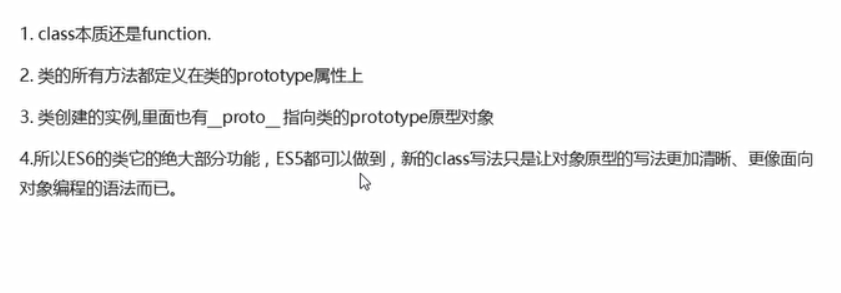 1. class本质还是function.
2. 类的所有方法都定义在类的prototype属性上
3. 类创建的实例,里面也有__proto__ 指向类的prototype原型对象
4.所以ES6的类它的绝大部分功能，ES5都可以做到，新的class写法只是让对象原型的写法更加清晰、更像面向
对象编程的语法而已。